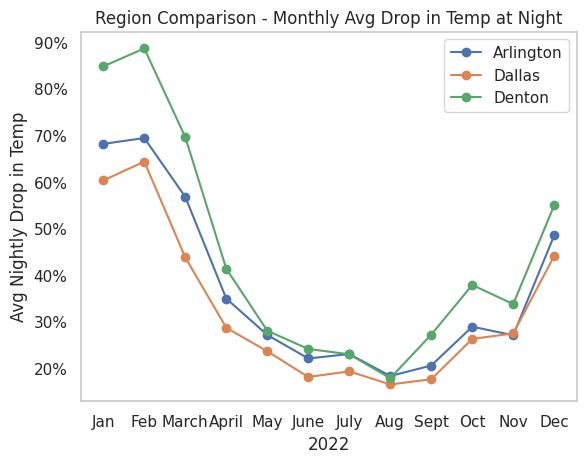 Region Comparison - Monthly Avg Drop in Temp at Night
Arlington
Dallas
Denton
Avg Nightly Drop in Temp
90%
80%
70%
60%
50%
40%
30%
20%
Jan Feb March April May June July Aug Sept Oct Nov Dec
2022